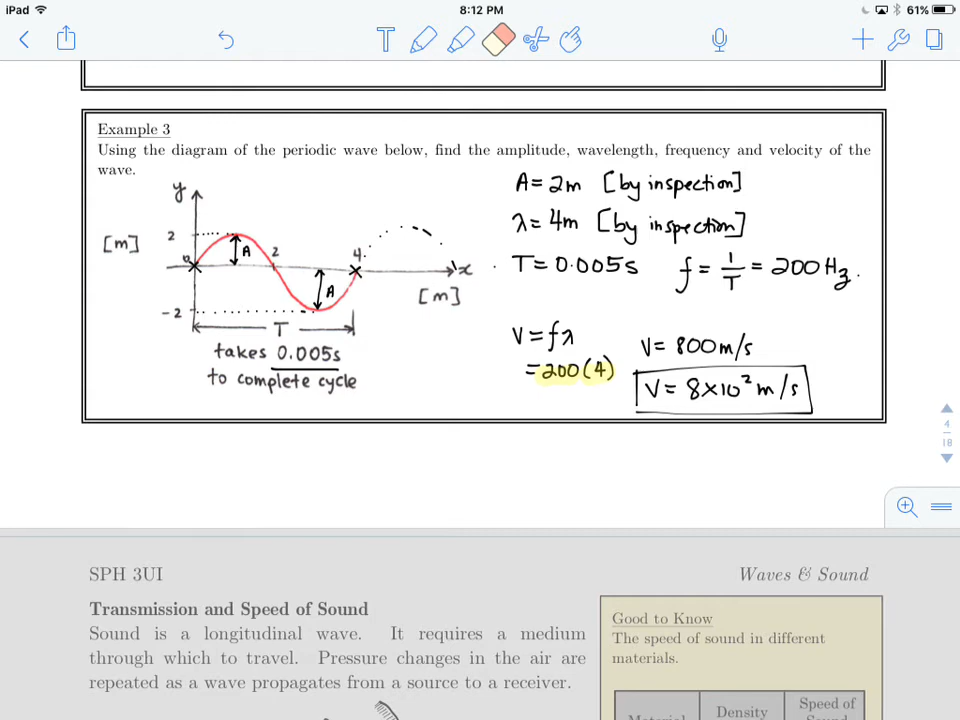 iPad
8:12 PM
61%
T
Example 3
Using the diagram of the periodic wave below, find the amplitude, wavelength, frequency and velocity of the
wave.
y
[m]
2
0
A
2
4
x
A
[m]
-2
T
takes 0.005s
to complete cycle
A = 2m [by inspection]
λ = 4m [by inspection]
T = 0.005s f = 1/T = 200 Hz.
V = fλ
= 200(4)
V = 800 m/s
V = 8×10² m/s
4
18
SPH 3UI
Waves & Sound
Transmission and Speed of Sound
Sound is a longitudinal wave. It requires a medium
through which to travel. Pressure changes in the air are
repeated as a wave propagates from a source to a receiver.
Good to Know
The speed of sound in different
materials.
Material
Density
Speed of
Sound